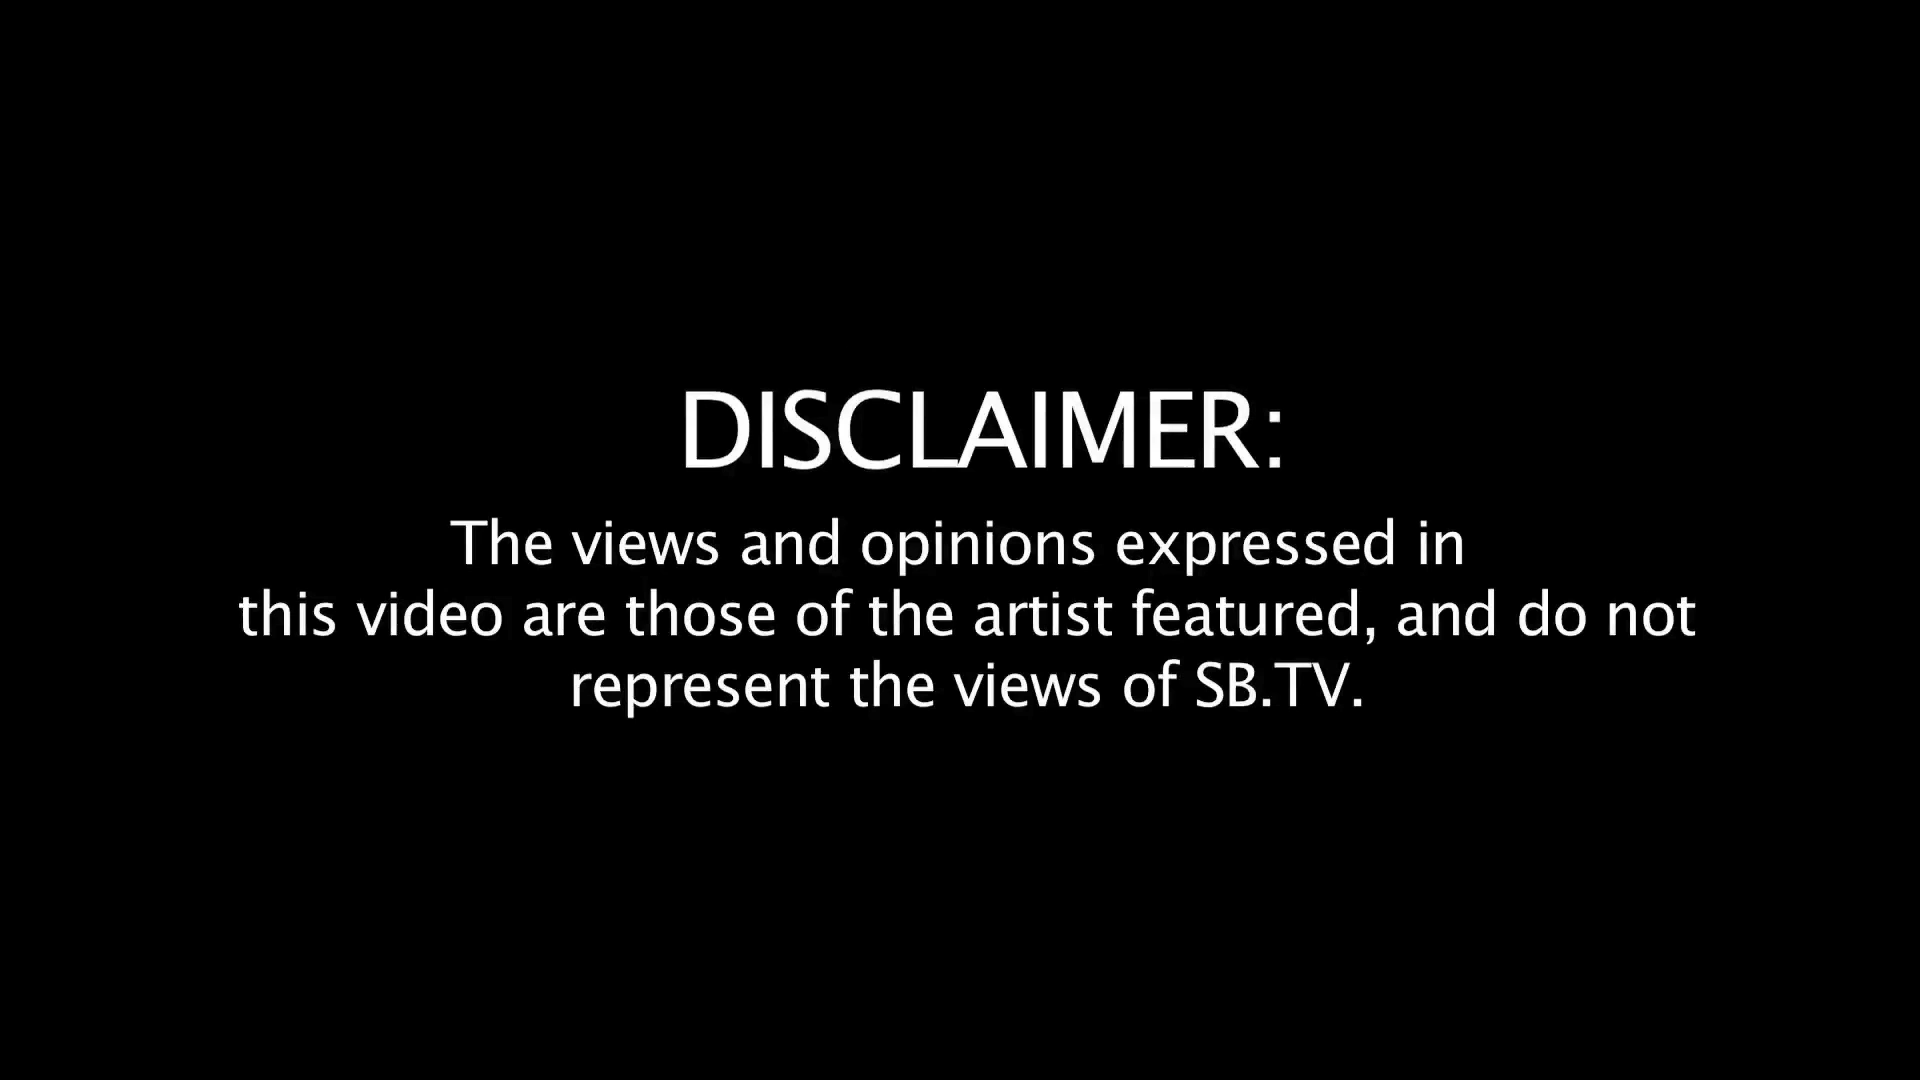 DISCLAIMER:
The views and opinions expressed in
this video are those of the artist featured, and do not
represent the views of SB.TV.